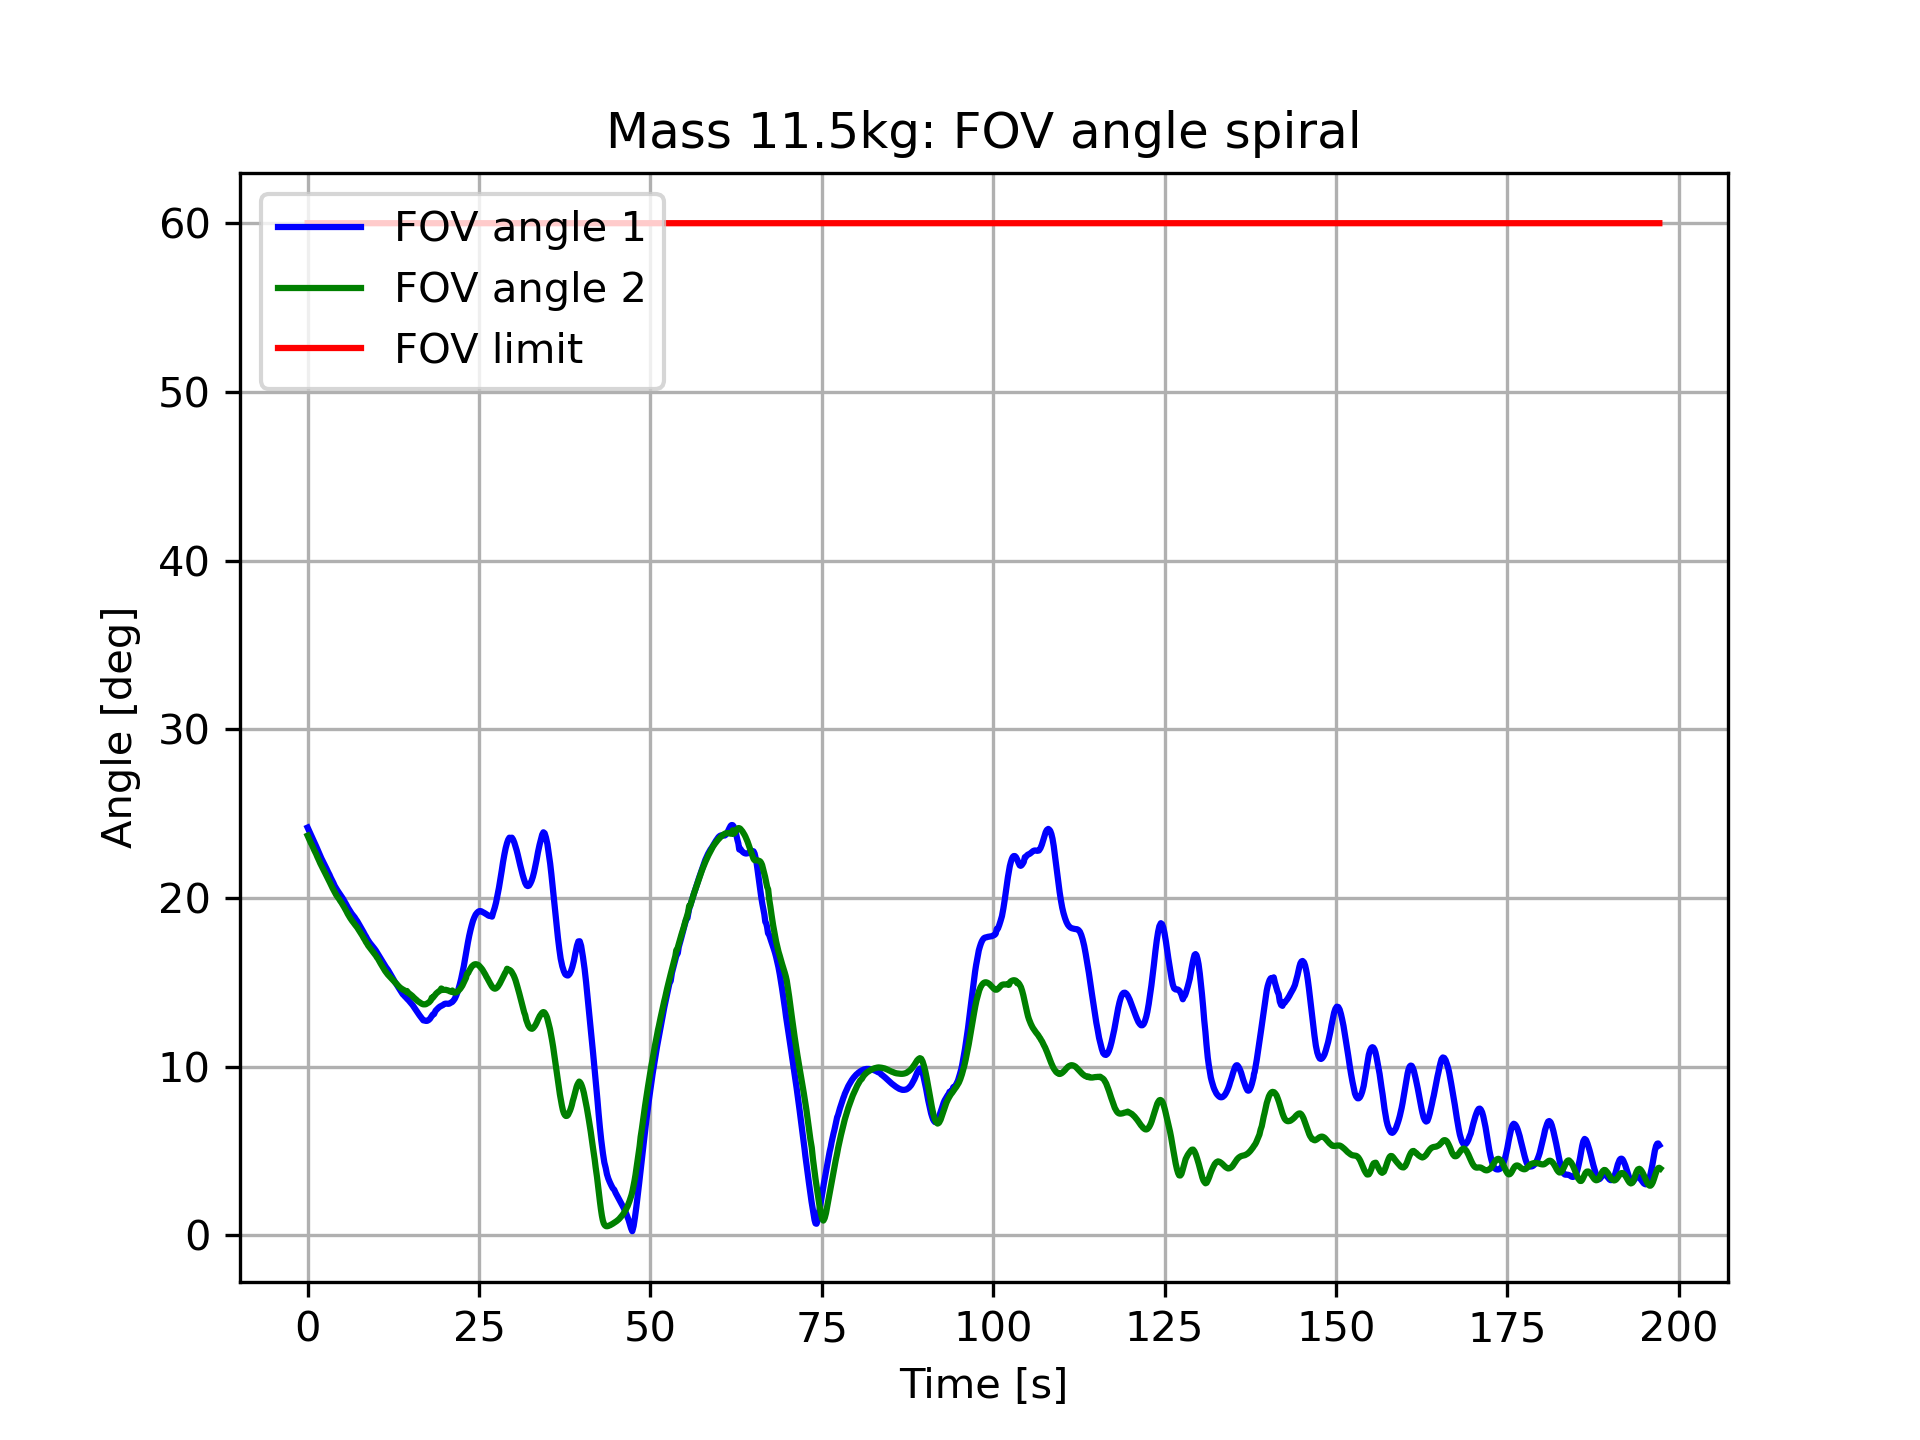 Mass 11.5kg: FOV angle spiral
FOV angle 1
FOV angle 2
FOV limit
Angle [deg]
60
50
40
30
20
10
0
0 25 50 75 100 125 150 175 200
Time [s]